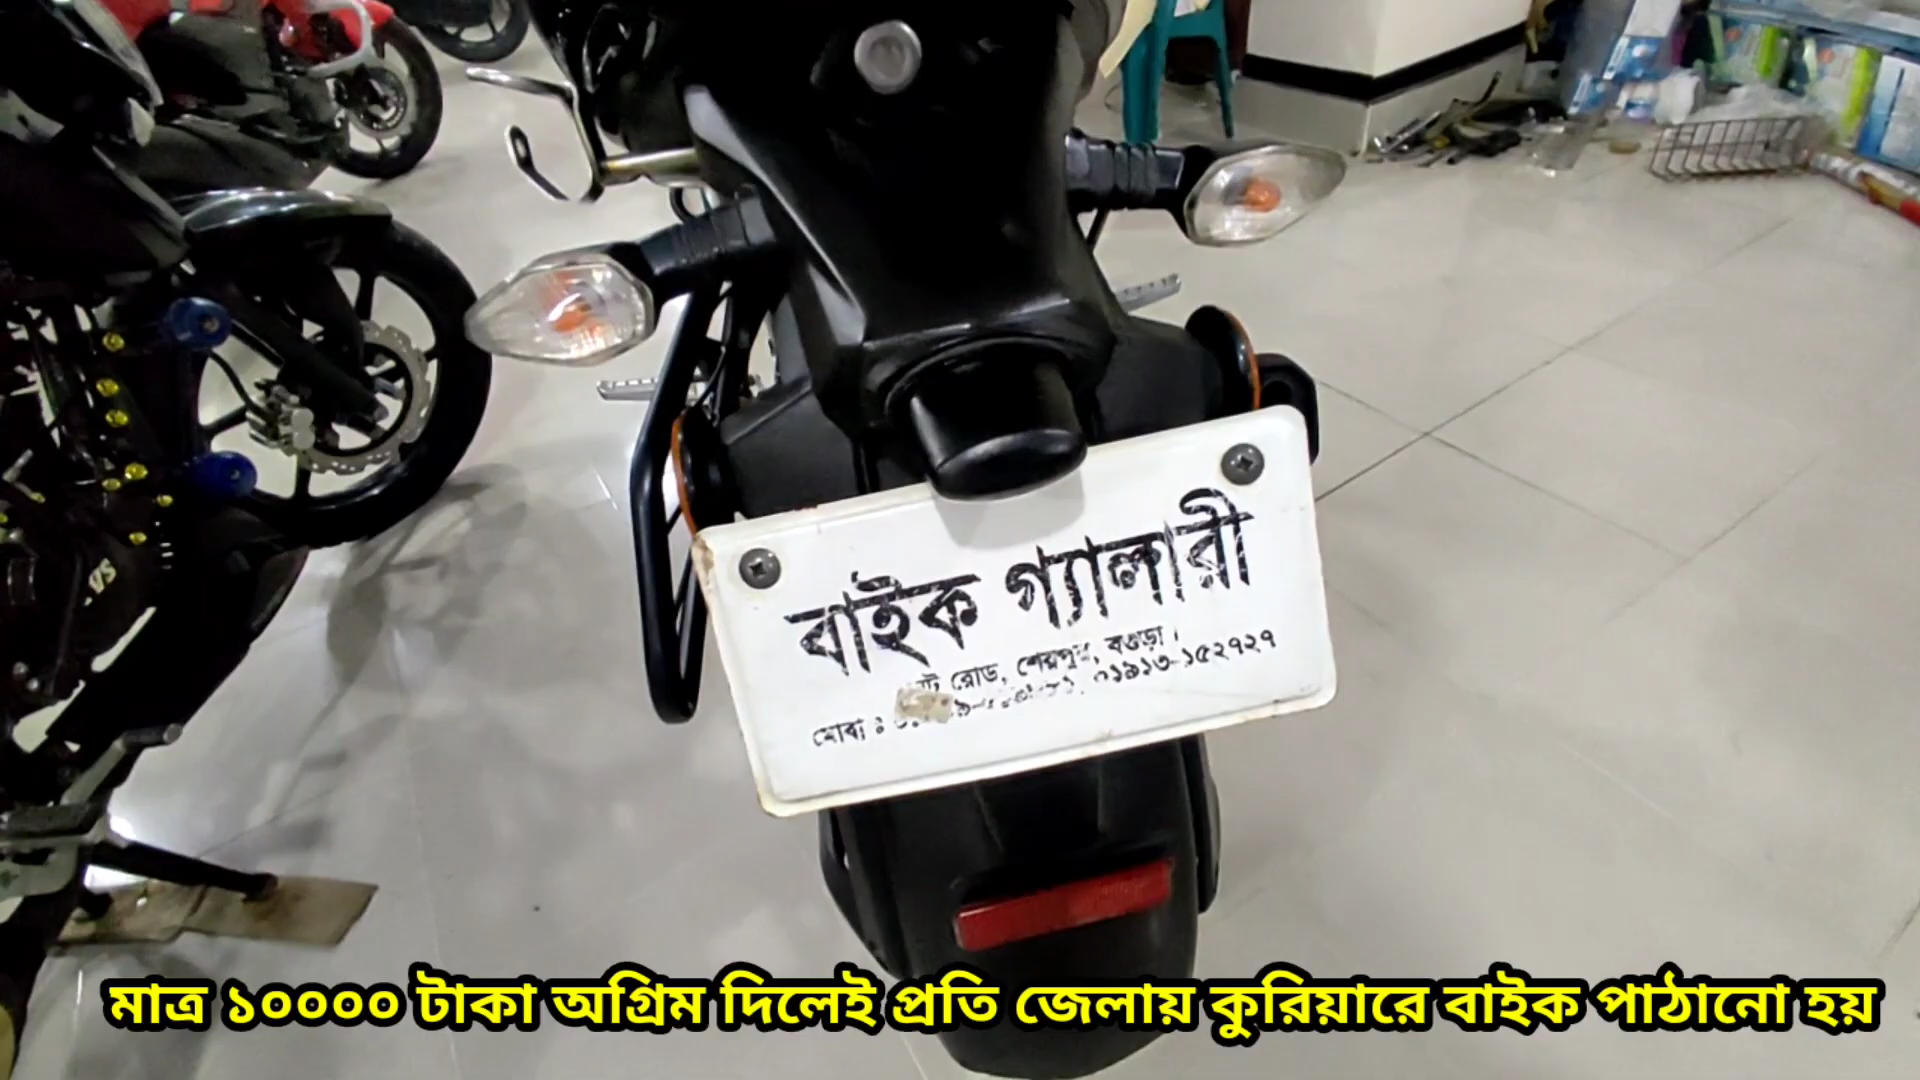 বাইক গ্যালারী
রোড, শেরপুর, বগুড়া।
মোবা : ০১৯১৩-১৫২৭২৭
মাত্র ১০০০০ টাকা অগ্রিম দিলেই প্রতি জেলায় কুরিয়ারে বাইক পাঠানো হয়